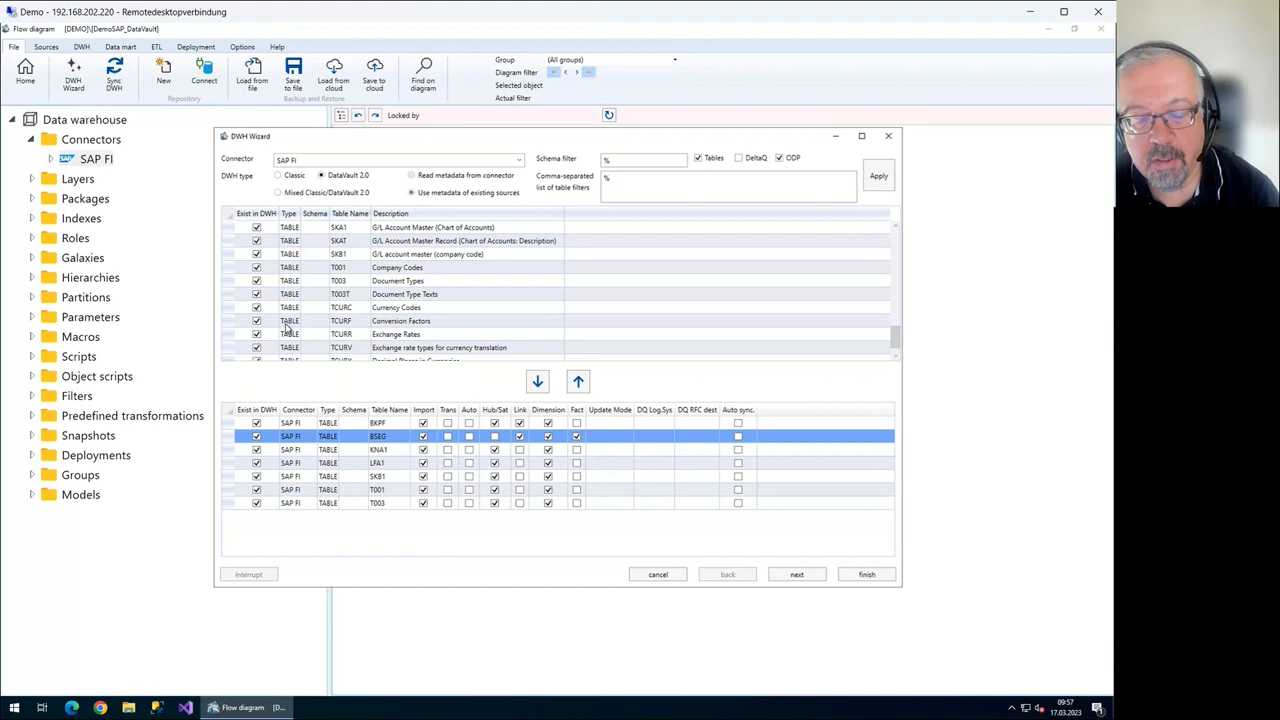 Demo - 192.168.202.220 - Remotedesktopverbindung
Flow diagram [DEMO]\[DemoSAP_DataVault]
File Sources DWH Data mart ETL Deployment Options Help
Home DWH Wizard Sync DWH New Connect Load from file Save to file Load from cloud Save to cloud Find on diagram
Repository Backup and Restore
Group (All groups)
Diagram filter
Selected object
Actual filter
Locked by
Data warehouse
Connectors
SAP FI
Layers
Packages
Indexes
Roles
Galaxies
Hierarchies
Partitions
Parameters
Macros
Scripts
Object scripts
Filters
Predefined transformations
Snapshots
Deployments
Groups
Models
DWH Wizard
Connector SAP FI Schema filter % Tables DeltaQ ODP
DWH type Classic DataVault 2.0 Read metadata from connector Comma-separated list of table filters % Apply
Mixed Classic/DataVault 2.0 Use metadata of existing sources
Exist in DWH Type Schema Table Name Description
TABLE SKA1 G/L Account Master (Chart of Accounts)
TABLE SKAT G/L Account Master Record (Chart of Accounts: Description)
TABLE SKB1 G/L account master (company code)
TABLE T001 Company Codes
TABLE T003 Document Types
TABLE T003T Document Type Texts
TABLE TCURC Currency Codes
TABLE TCURF Conversion Factors
TABLE TCURR Exchange Rates
TABLE TCURV Exchange rate types for currency translation
Exist in DWH Connector Type Schema Table Name Import Trans Auto Hub/Sat Link Dimension Fact Update Mode DQ Log.Sys DQ RFC dest Auto sync.
SAP FI TABLE BKPF
SAP FI TABLE BSEG
SAP FI TABLE KNA1
SAP FI TABLE LFA1
SAP FI TABLE SKB1
SAP FI TABLE T001
SAP FI TABLE T003
Interrupt cancel back next finish
Flow diagram [D...
09:57
17.03.2023